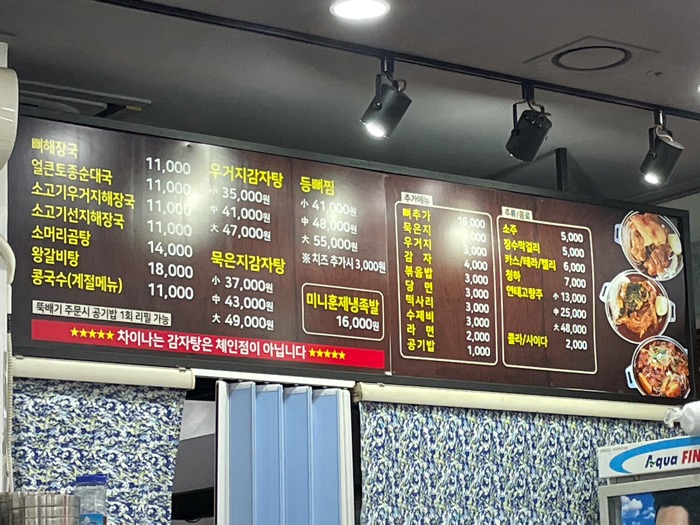 뼈해장국 11,000
얼큰토종순대국 11,000
소고기우거지해장국 11,000
소고기선지해장국 11,000
소머리곰탕 14,000
왕갈비탕 18,000
콩국수(계절메뉴) 11,000
뚝배기 주문시 공기밥 1회 리필 가능
우거지감자탕
小 35,000원
中 41,000원
大 47,000원
묵은지감자탕
小 37,000원
中 43,000원
大 49,000원
등뼈찜
小 41,000원
中 48,000원
大 55,000원
※ 치즈 추가시 3,000원
미니훈제냉족발
16,000원
★★★★★ 차이나는 감자탕은 체인점이 아닙니다 ★★★★★
추가메뉴
뼈추가 16,000
묵은지
우거지 3,000
감자 4,000
볶음밥 3,000
당면 3,000
떡사리 3,000
수제비 3,000
라면 2,000
공기밥 1,000
주류/음료
소주 5,000
장수막걸리 5,000
카스/테라/켈리 6,000
청하 7,000
연태고량주 小 13,000
中 25,000
大 48,000
콜라/사이다 2,000
Aqua FIN